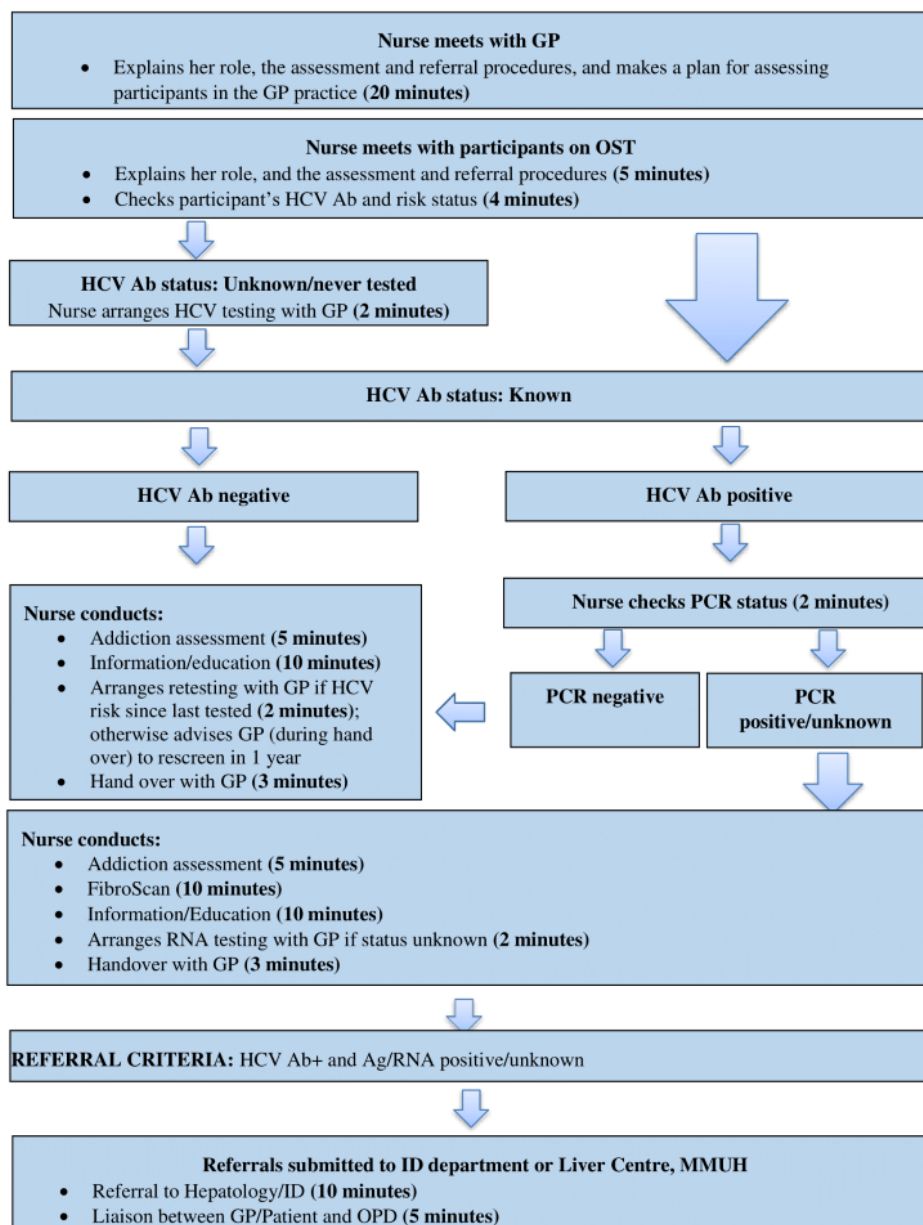 Nurse meets with GP
• Explains her role, the assessment and referral procedures, and makes a plan for assessing
participants in the GP practice (20 minutes)
Nurse meets with participants on OST
• Explains her role, and the assessment and referral procedures (5 minutes)
• Checks participant's HCV Ab and risk status (4 minutes)
HCV Ab status: Unknown/never tested
Nurse arranges HCV testing with GP (2 minutes)
HCV Ab status: Known
HCV Ab negative
HCV Ab positive
Nurse checks PCR status (2 minutes)
PCR negative
PCR
positive/unknown
Nurse conducts:
• Addiction assessment (5 minutes)
• Information/education (10 minutes)
• Arranges retesting with GP if HCV
risk since last tested (2 minutes);
otherwise advises GP (during hand
over) to rescreen in 1 year
• Hand over with GP (3 minutes)
Nurse conducts:
• Addiction assessment (5 minutes)
• FibroScan (10 minutes)
• Information/Education (10 minutes)
• Arranges RNA testing with GP if status unknown (2 minutes)
• Handover with GP (3 minutes)
REFERRAL CRITERIA: HCV Ab+ and Ag/RNA positive/unknown
Referrals submitted to ID department or Liver Centre, MMUH
• Referral to Hepatology/ID (10 minutes)
• Liaison between GP/Patient and OPD (5 minutes)